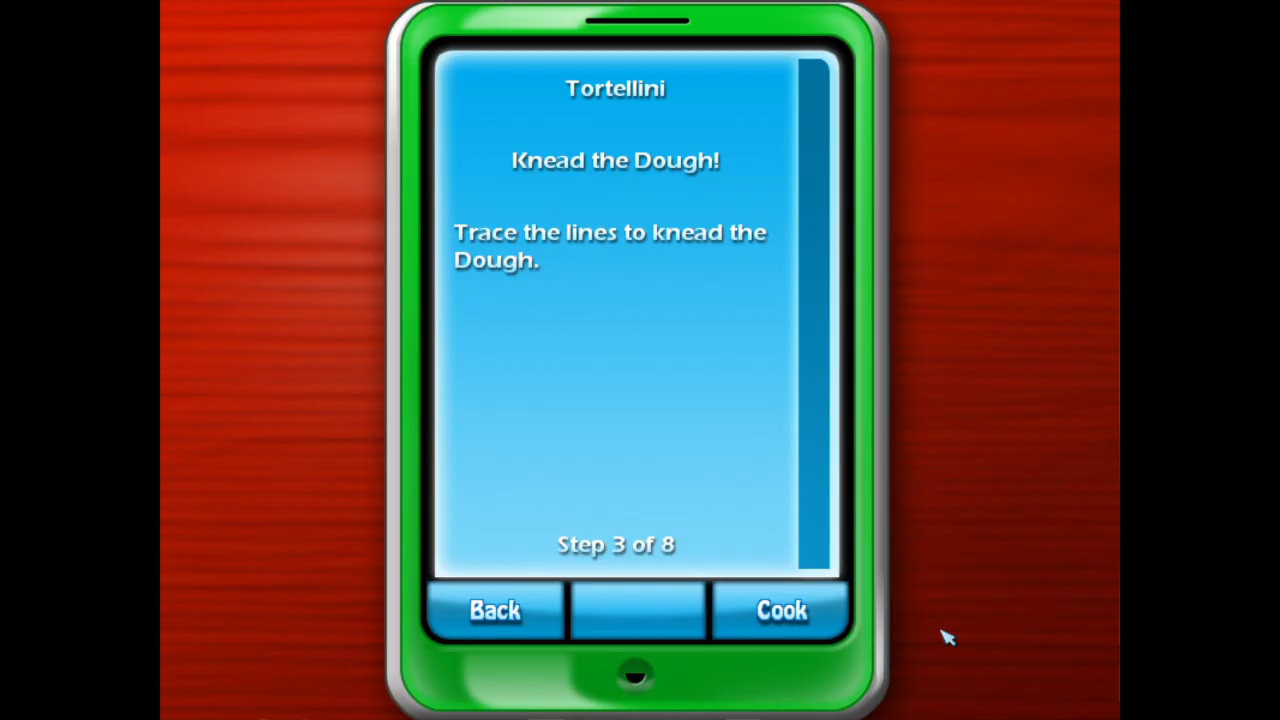 Tortellini
Knead the Dough!
Trace the lines to knead the
Dough.
Step 3 of 8
Back
Cook